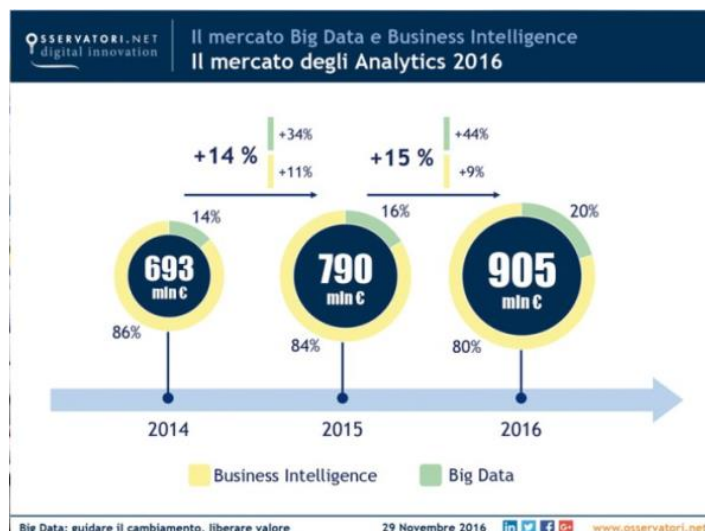 OSSERVATORI.NET
digital innovation
Il mercato Big Data e Business Intelligence
Il mercato degli Analytics 2016
+14 %
+34%
+11%
+15 %
+44%
+9%
14%
693
mln €
86%
16%
790
mln €
84%
20%
905
mln €
80%
2014
2015
2016
Business Intelligence
Big Data
Big Data: guidare il cambiamento, liberare valore
29 Novembre 2016
in
f
G+
www.osservatori.net